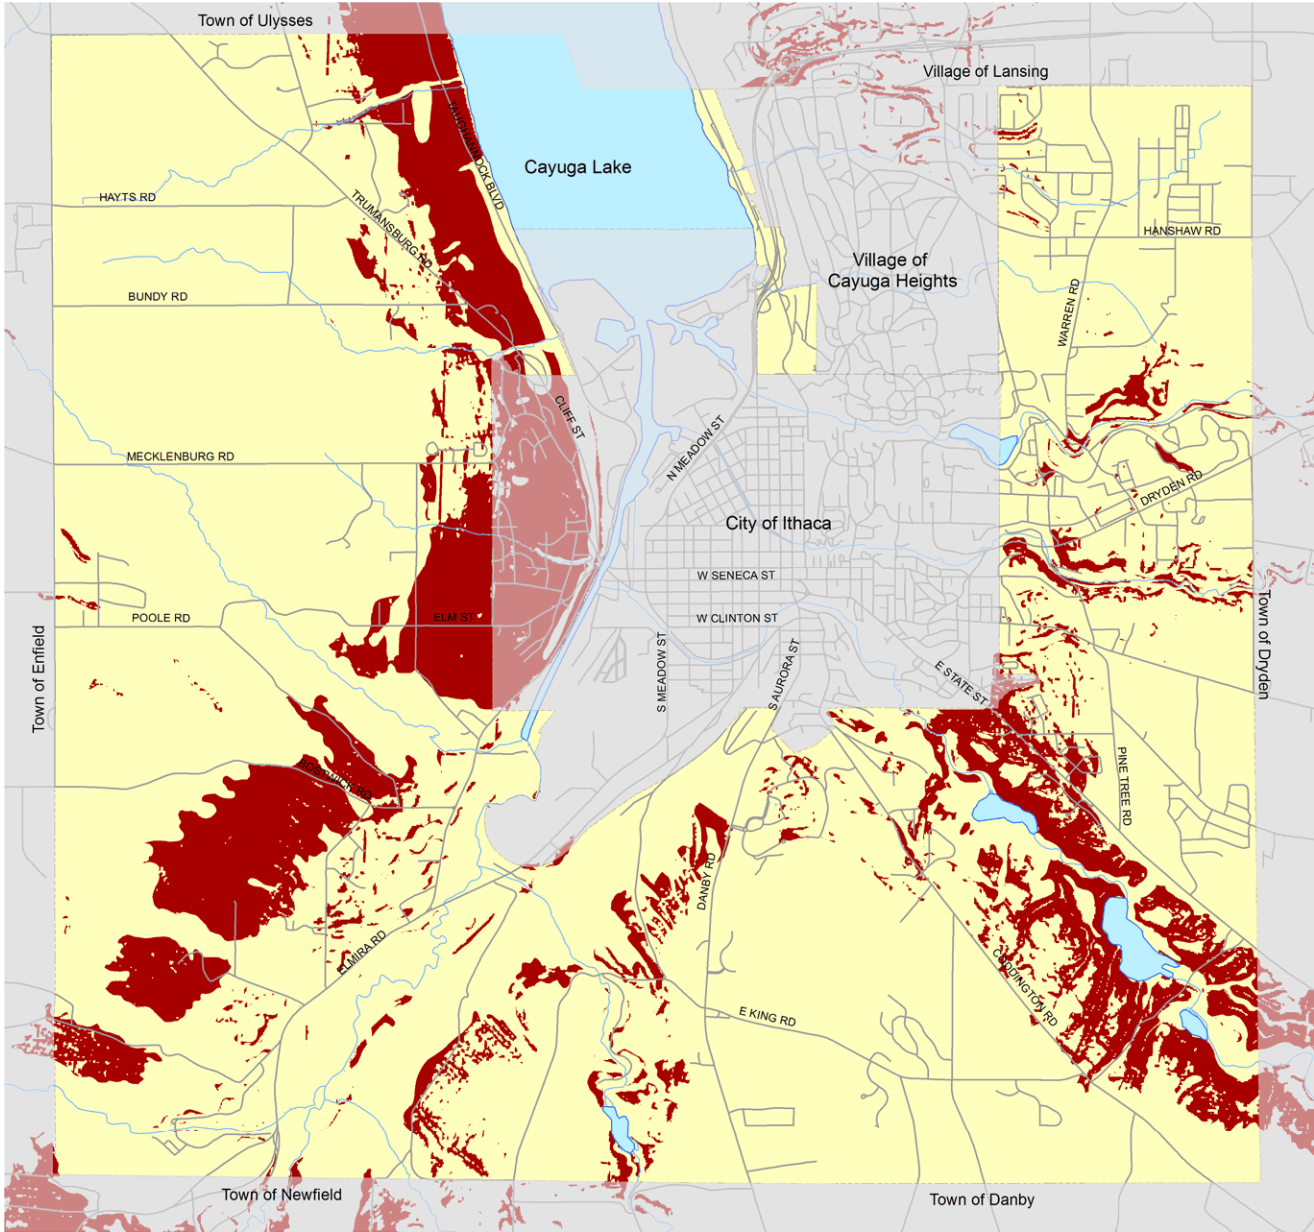 Town of Ulysses
Village of Lansing
TAUGHANNOCK BLVD
Cayuga Lake
HAYTS RD
TRUMANSBURG RD
HANSHAW RD
Village of
Cayuga Heights
BUNDY RD
WARREN RD
CLIFF ST
N MEADOW ST
MECKLENBURG RD
DRYDEN RD
City of Ithaca
W SENECA ST
POOLE RD
ELM ST
W CLINTON ST
Town of Enfield
Town of Dryden
S MEADOW ST
S AURORA ST
E STATE ST
BOSTWICK RD
PINE TREE RD
DANBY RD
ELMIRA RD
CODDINGTON RD
E KING RD
Town of Newfield
Town of Danby